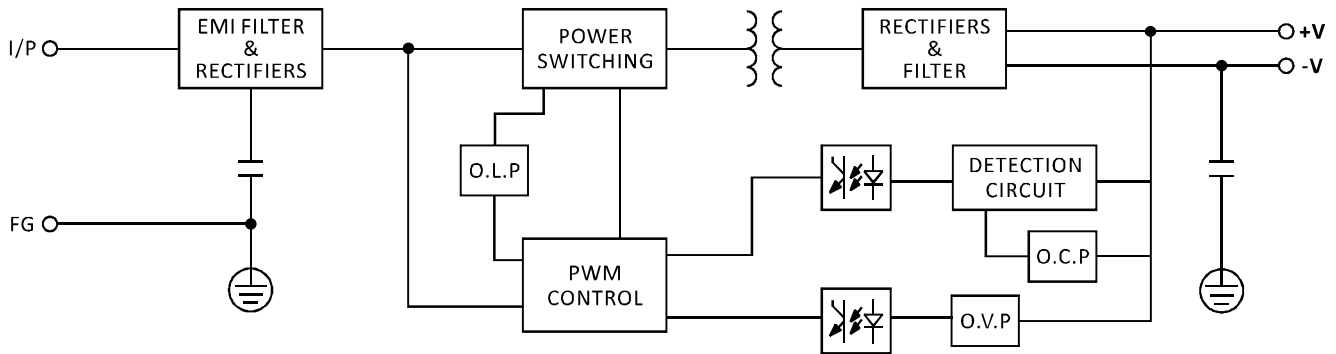 I/P
EMI FILTER
&
RECTIFIERS
POWER
SWITCHING
RECTIFIERS
&
FILTER
+V
-V
O.L.P
DETECTION
CIRCUIT
FG
O.C.P
PWM
CONTROL
O.V.P